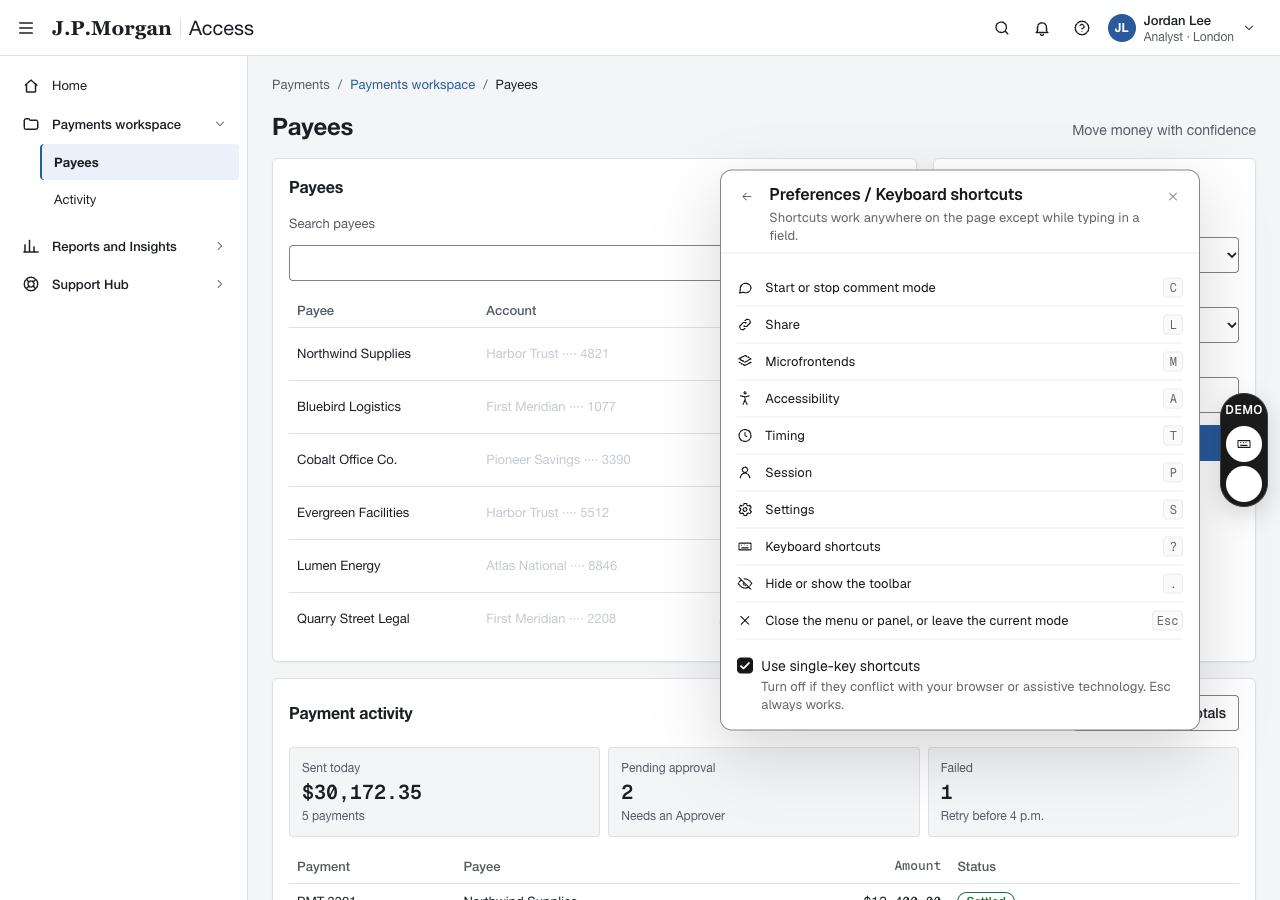 J.P.Morgan Access
JL
Jordan Lee
Analyst · London
Home
Payments workspace
Payees
Activity
Reports and Insights
Support Hub
Payments / Payments workspace / Payees
Payees
Move money with confidence
Payees
Search payees
Payee Account
Northwind Supplies Harbor Trust ···· 4821
Bluebird Logistics First Meridian ···· 1077
Cobalt Office Co. Pioneer Savings ···· 3390
Evergreen Facilities Harbor Trust ···· 5512
Lumen Energy Atlas National ···· 8846
Quarry Street Legal First Meridian ···· 2208
Preferences / Keyboard shortcuts
Shortcuts work anywhere on the page except while typing in a
field.
Start or stop comment mode C
Share L
Microfrontends M
Accessibility A
Timing T
Session P
Settings S
Keyboard shortcuts ?
Hide or show the toolbar .
Close the menu or panel, or leave the current mode Esc
Use single-key shortcuts
Turn off if they conflict with your browser or assistive technology. Esc
always works.
DEMO
Payment activity
Sent today
$30,172.35
5 payments
Pending approval
2
Needs an Approver
Failed
1
Retry before 4 p.m.
Payment Payee Amount Status
Northwind Supplies